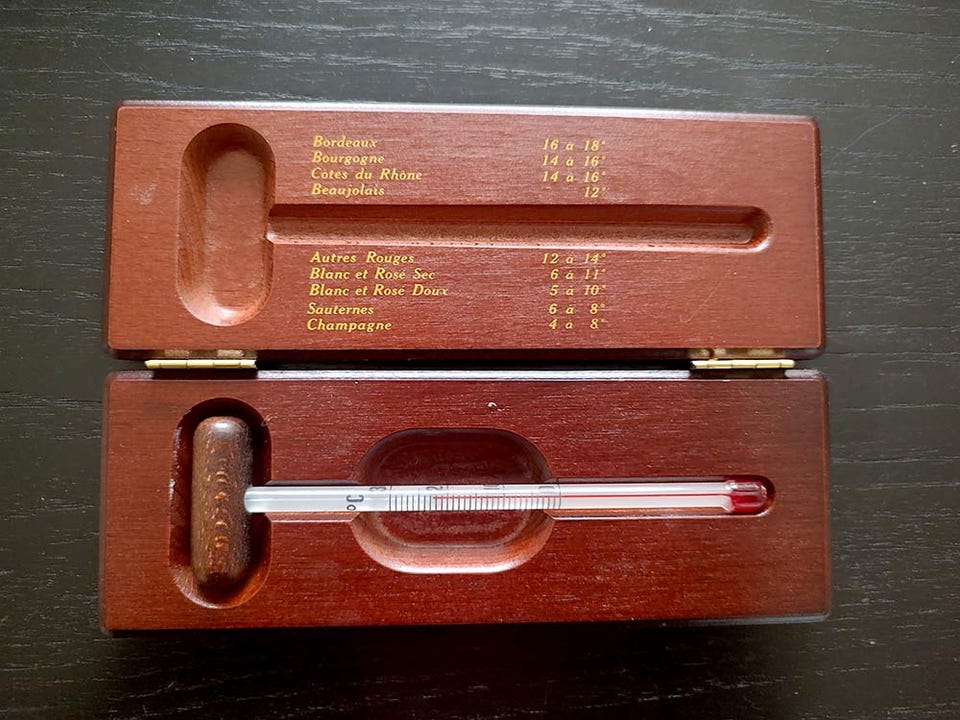 Bordeaux 16 à 18°
Bourgogne 14 à 16°
Côtes du Rhône 14 à 16°
Beaujolais 12°
Autres Rouges 12 à 14°
Blanc et Rosé Sec 6 à 11°
Blanc et Rosé Doux 5 à 10°
Sauternes 6 à 8°
Champagne 4 à 8°
°C